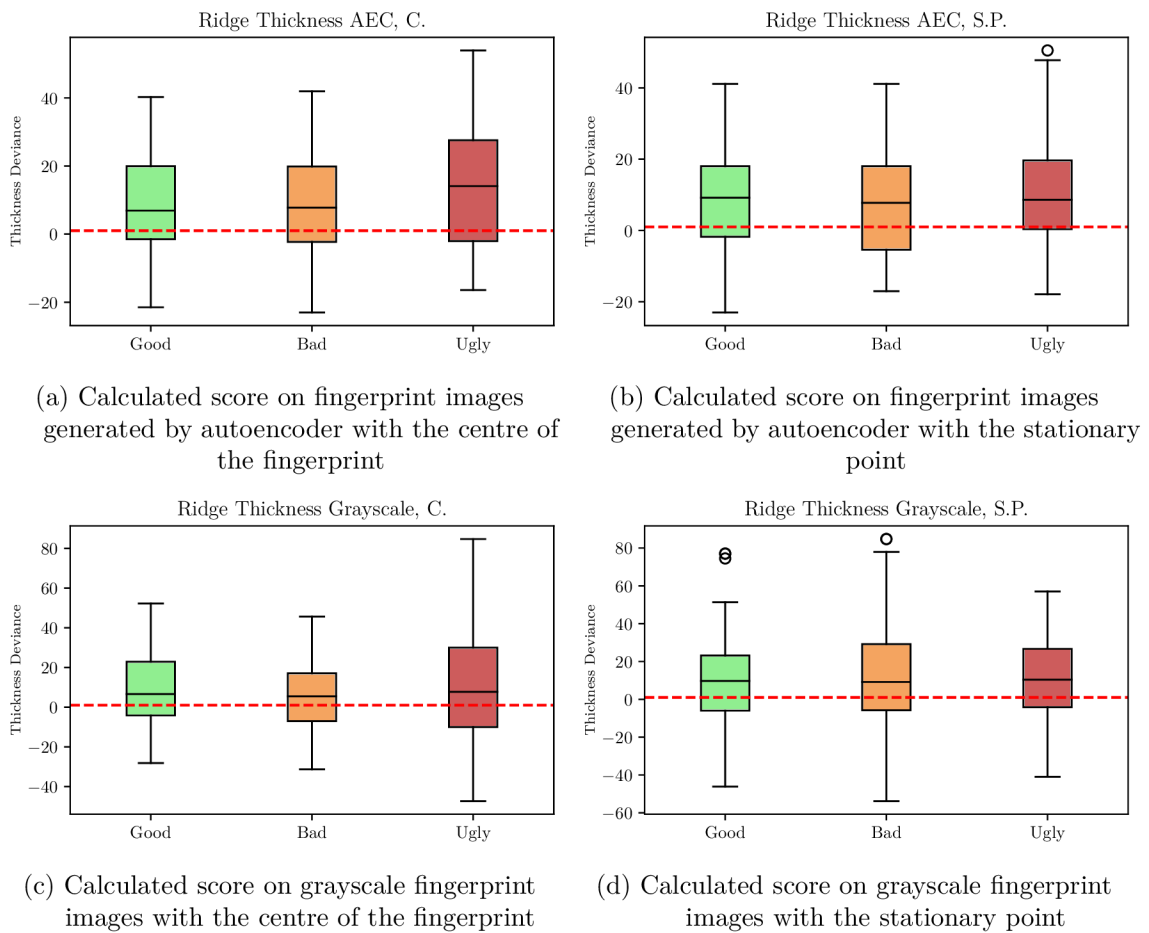 Ridge Thickness AEC, C.
Thickness Deviance
40
20
0
−20
Good Bad Ugly
(a) Calculated score on fingerprint images
generated by autoencoder with the centre of
the fingerprint
Ridge Thickness AEC, S.P.
Thickness Deviance
40
20
0
−20
Good Bad Ugly
(b) Calculated score on fingerprint images
generated by autoencoder with the stationary
point
Ridge Thickness Grayscale, C.
Thickness Deviance
80
60
40
20
0
−20
−40
Good Bad Ugly
(c) Calculated score on grayscale fingerprint
images with the centre of the fingerprint
Ridge Thickness Grayscale, S.P.
Thickness Deviance
80
60
40
20
0
−20
−40
−60
Good Bad Ugly
(d) Calculated score on grayscale fingerprint
images with the stationary point